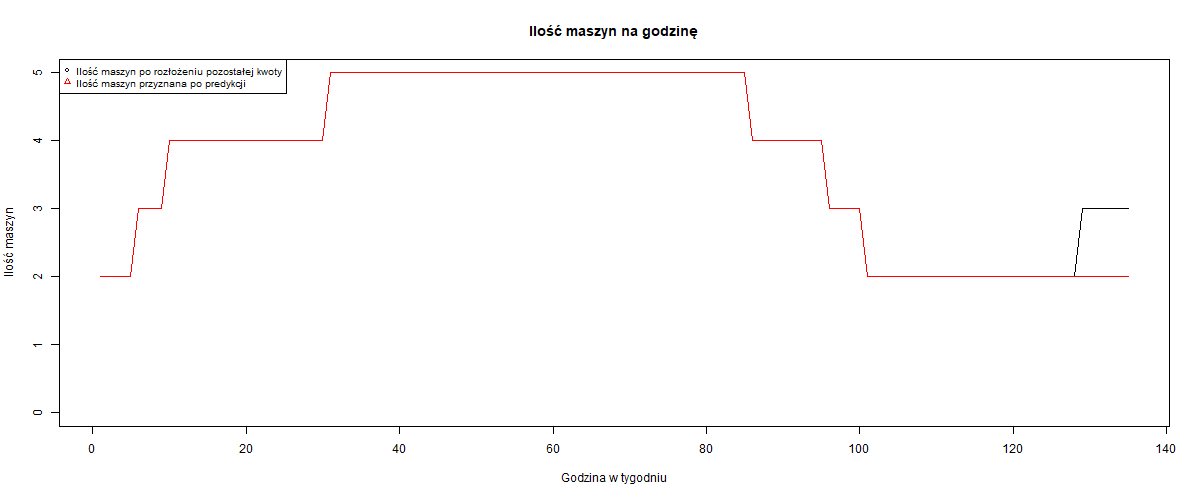 Ilość maszyn na godzinę
Ilość maszyn po rozłożeniu pozostałej kwoty
Ilość maszyn przyznana po predykcji
5
4
3
2
1
0
Ilość maszyn
0 20 40 60 80 100 120 140
Godzina w tygodniu